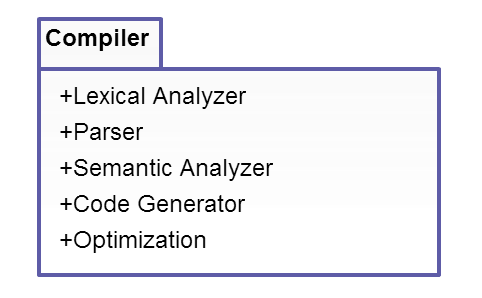 Compiler
+Lexical Analyzer
+Parser
+Semantic Analyzer
+Code Generator
+Optimization